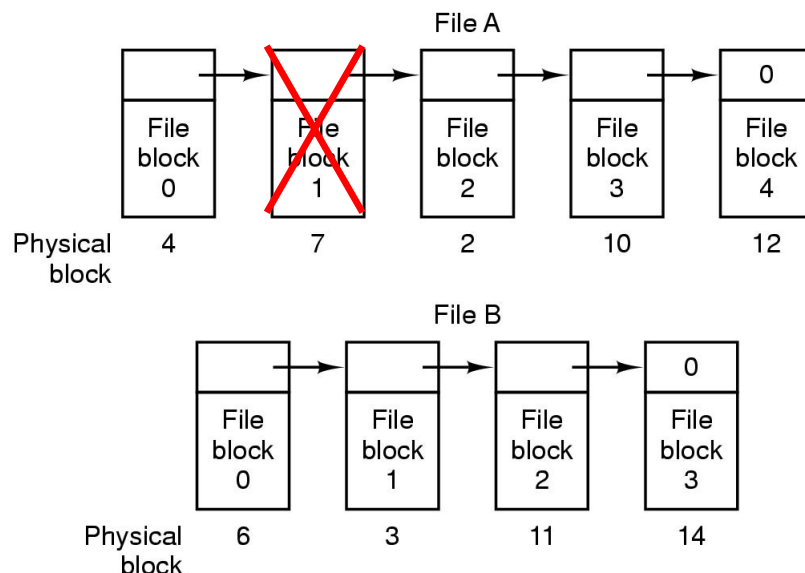 File A
0
File
block
0
File
block
1
File
block
2
File
block
3
File
block
4
Physical
block
4
7
2
10
12
File B
0
File
block
0
File
block
1
File
block
2
File
block
3
Physical
block
6
3
11
14